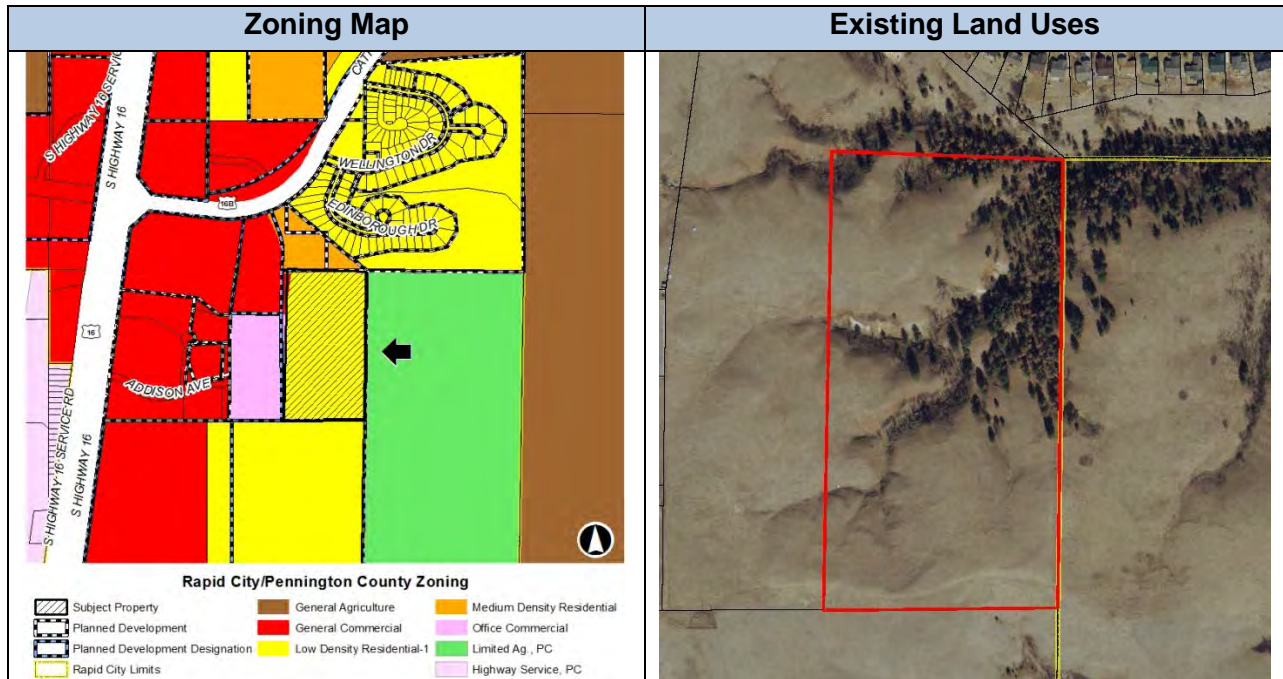 Zoning Map
Existing Land Uses
S HIGHWAY 16 SERVIC
S HIGHWAY 16
CATR
WELLINGTON DR
16B
EDINBOROUGH DR
16
ADDISON AVE
S HIGHWAY 16 SERVICE RD
S HIGHWAY 16
Rapid City/Pennington County Zoning
Subject Property
Planned Development
Planned Development Designation
Rapid City Limits
General Agriculture
General Commercial
Low Density Residential-1
Medium Density Residential
Office Commercial
Limited Ag., PC
Highway Service, PC